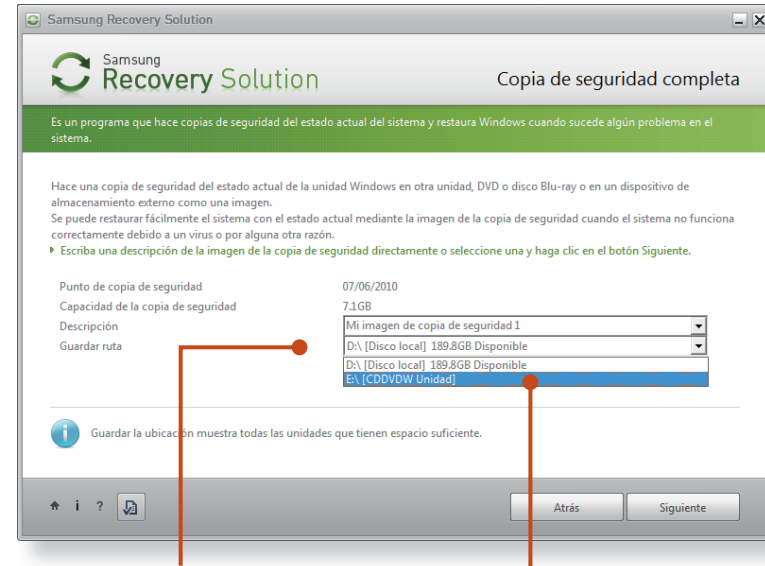 Samsung Recovery Solution
Samsung
Recovery Solution
Copia de seguridad completa
Es un programa que hace copias de seguridad del estado actual del sistema y restaura Windows cuando sucede algún problema en el
sistema.
Hace una copia de seguridad del estado actual de la unidad Windows en otra unidad, DVD o disco Blu-ray o en un dispositivo de
almacenamiento externo como una imagen.
Se puede restaurar fácilmente el sistema con el estado actual mediante la imagen de la copia de seguridad cuando el sistema no funciona
correctamente debido a un virus o por alguna otra razón.
Escriba una descripción de la imagen de la copia de seguridad directamente o seleccione una y haga clic en el botón Siguiente.
Punto de copia de seguridad 07/06/2010
Capacidad de la copia de seguridad 7.1GB
Descripción Mi imagen de copia de seguridad 1
Guardar ruta D:\ [Disco local] 189.8GB Disponible
D:\ [Disco local] 189.8GB Disponible
E:\ [CDDVDW Unidad]
Guardar la ubicación muestra todas las unidades que tienen espacio suficiente.
i ? Atrás Siguiente